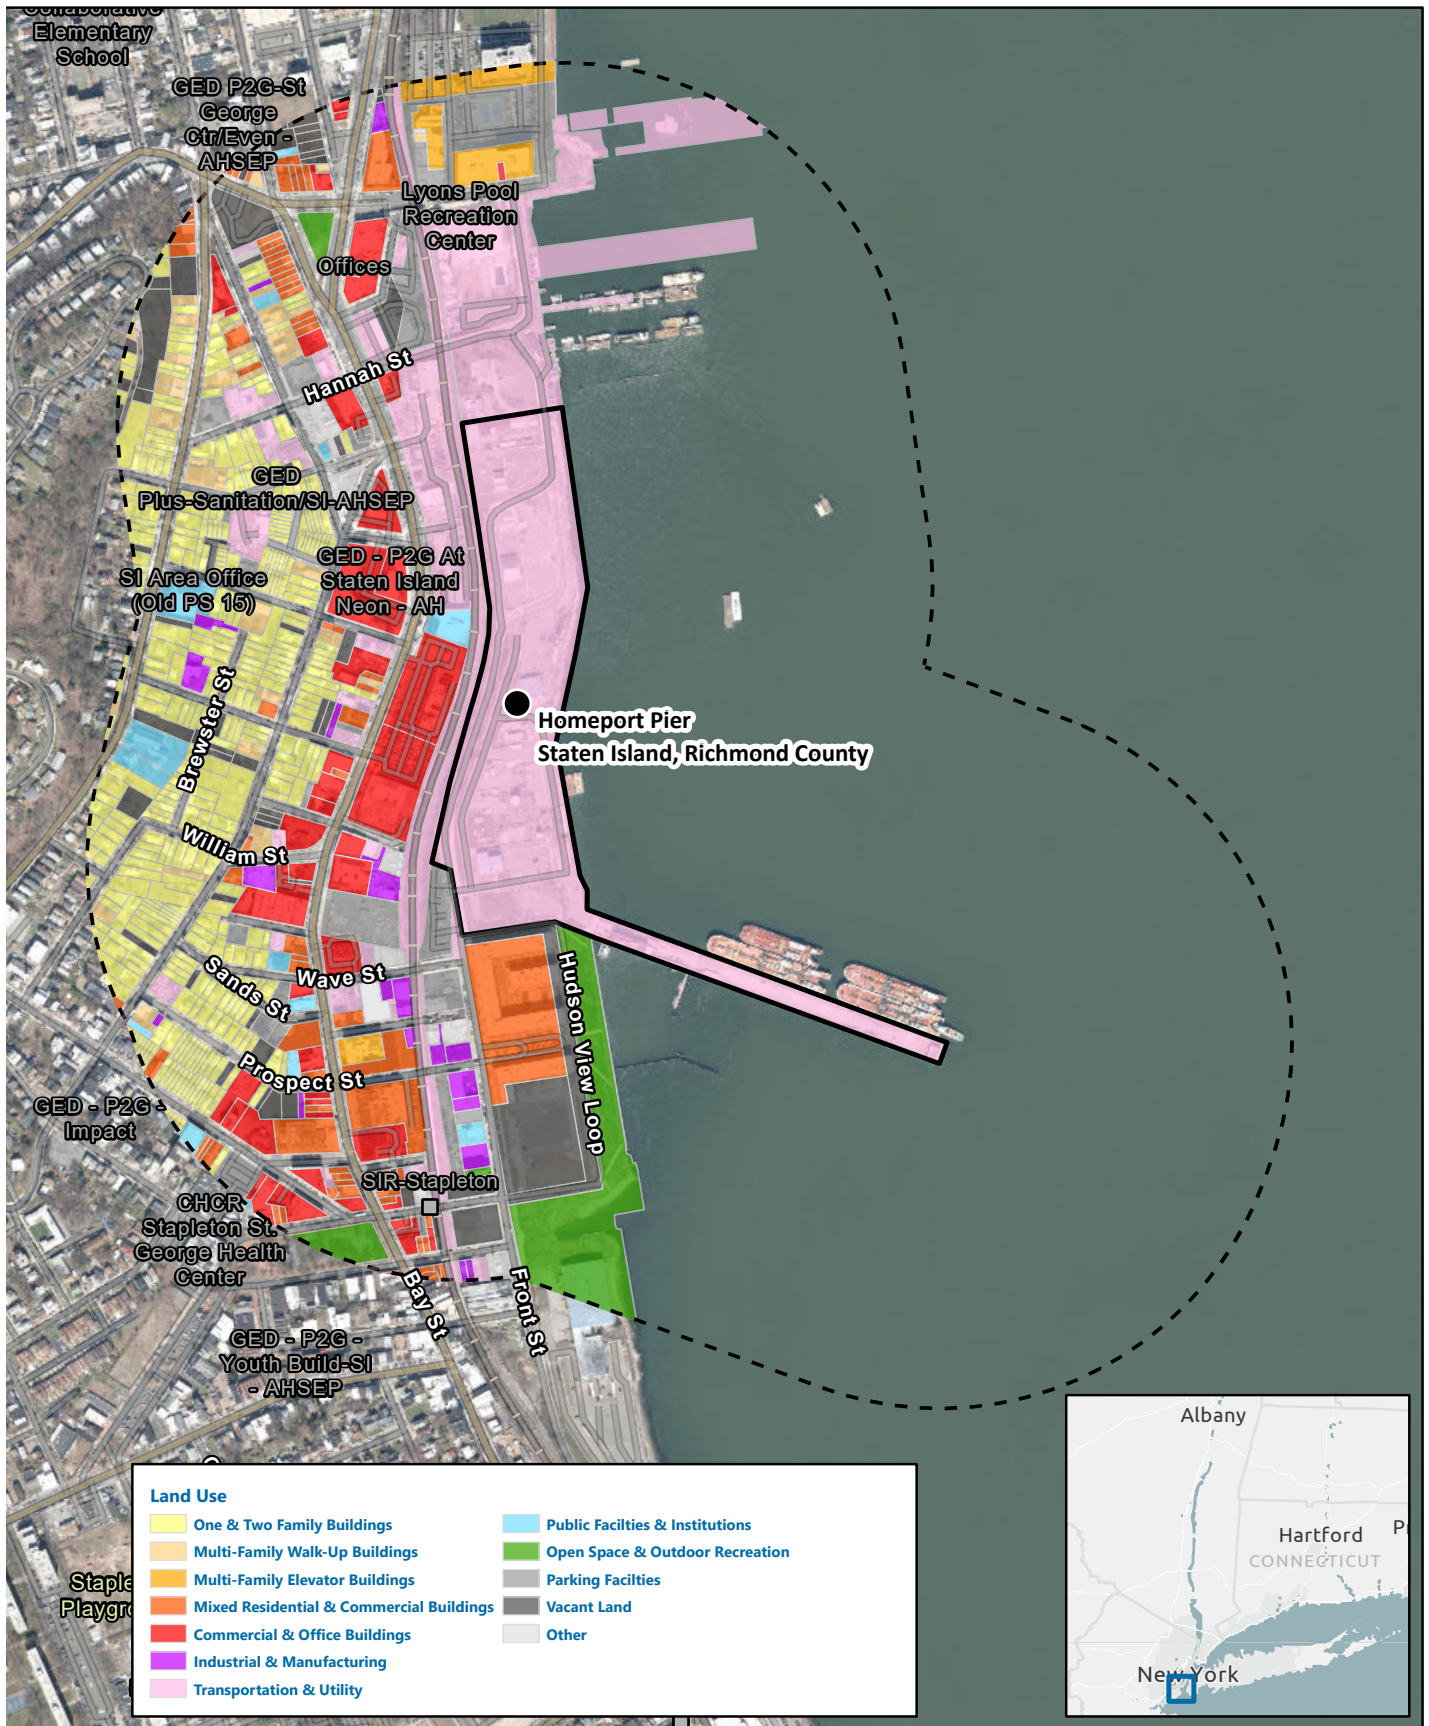 Collaborative
Elementary
School
GED P2G-St
George
Ctr/Even -
AHSEP
Lyons Pool
Recreation
Center
Offices
Hannah St
GED
Plus-Sanitation/SI-AHSEP
GED - P2G At
Staten Island
Neon - AH
SI Area Office
(Old PS 15)
Brewster St
Homeport Pier
Staten Island, Richmond County
William St
Sands St
Wave St
Hudson View Loop
Prospect St
GED - P2G -
Impact
SIR-Stapleton
CHCR
Stapleton St.
George Health
Center
Bay St
Front St
GED - P2G -
Youth Build-SI
- AHSEP
Staple
Playgro
Land Use
One & Two Family Buildings
Multi-Family Walk-Up Buildings
Multi-Family Elevator Buildings
Mixed Residential & Commercial Buildings
Commercial & Office Buildings
Industrial & Manufacturing
Transportation & Utility
Public Facilties & Institutions
Open Space & Outdoor Recreation
Parking Facilties
Vacant Land
Other
Albany
Hartford
CONNECTICUT
New York